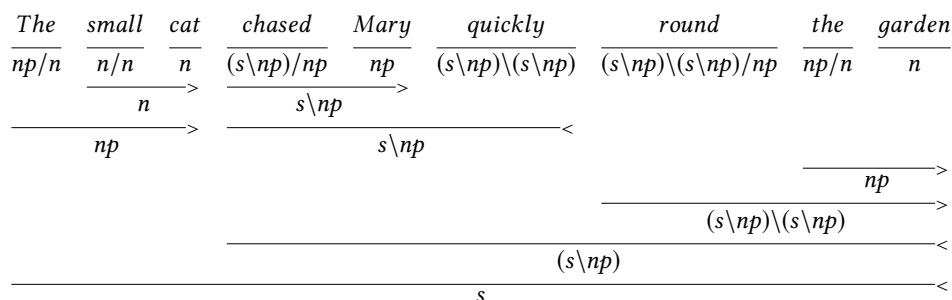 The small cat chased Mary quickly round the garden
np/n n/n n (s\np)/np np (s\np)\(s\np) (s\np)\(s\np)/np np/n n
> >
n s\np
> <
np s\np
>
np
>
(s\np)\(s\np)
<
(s\np)
<
s